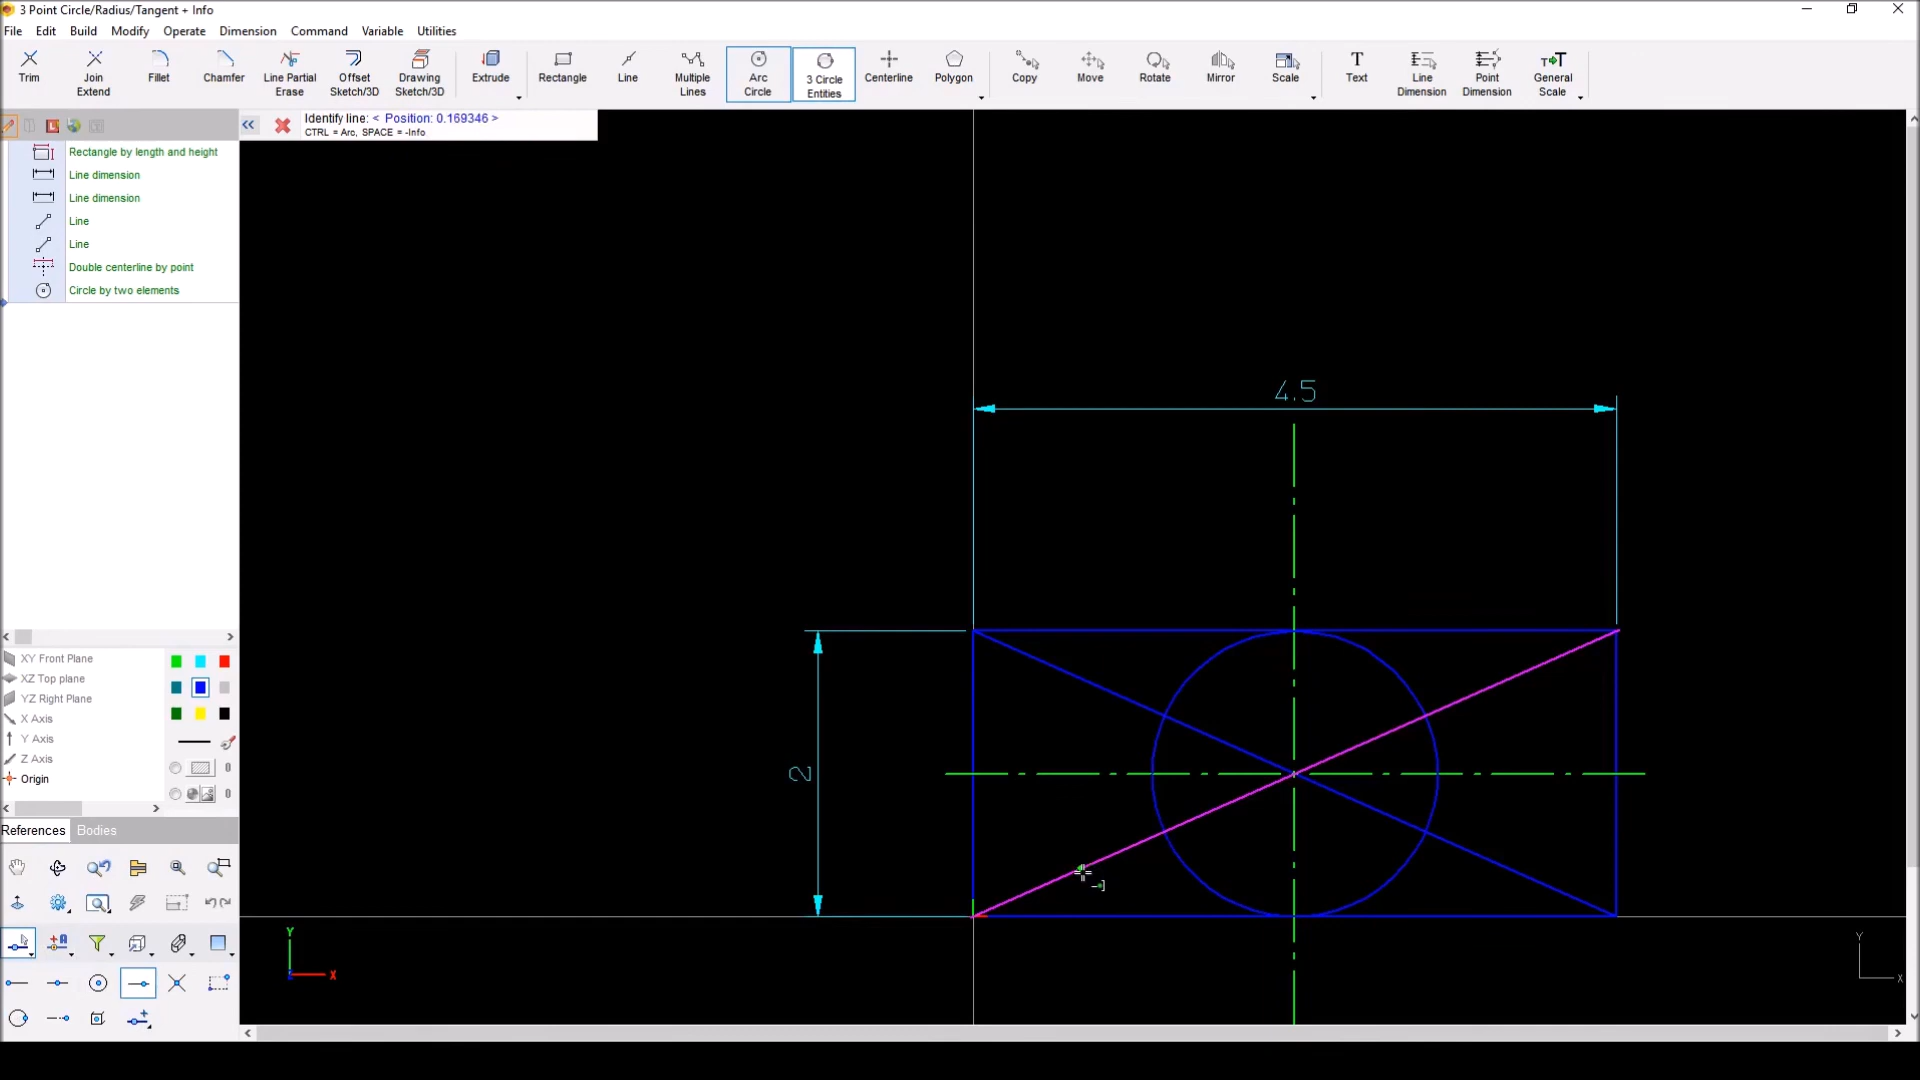 3 Point Circle/Radius/Tangent + Info
File Edit Build Modify Operate Dimension Command Variable Utilities
Trim
Join Extend
Fillet
Chamfer
Line Partial Erase
Offset Sketch/3D
Drawing Sketch/3D
Extrude
Rectangle
Line
Multiple Lines
Arc Circle
3 Circle Entities
Centerline
Polygon
Copy
Move
Rotate
Mirror
Scale
Text
Line Dimension
Point Dimension
General Scale
Identify line: < Position: 0.169346 >
CTRL = Arc, SPACE = -Info
Rectangle by length and height
Line dimension
Line dimension
Line
Line
Double centerline by point
Circle by two elements
4.5
2
XY Front Plane
XZ Top plane
YZ Right Plane
X Axis
Y Axis
Z Axis
Origin
0
0
References Bodies
Y
X
Y
X